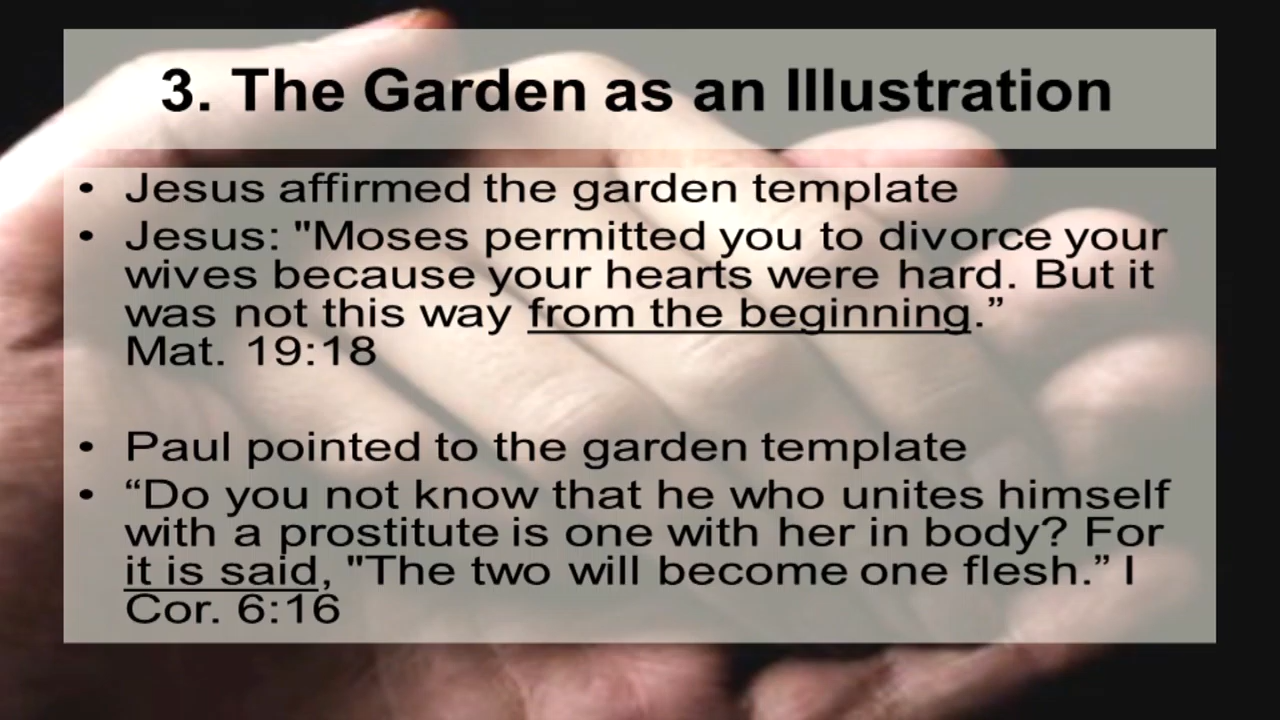 3. The Garden as an Illustration
• Jesus affirmed the garden template
• Jesus: "Moses permitted you to divorce your
wives because your hearts were hard. But it
was not this way from the beginning.”
Mat. 19:18
• Paul pointed to the garden template
• “Do you not know that he who unites himself
with a prostitute is one with her in body? For
it is said, "The two will become one flesh.” I
Cor. 6:16